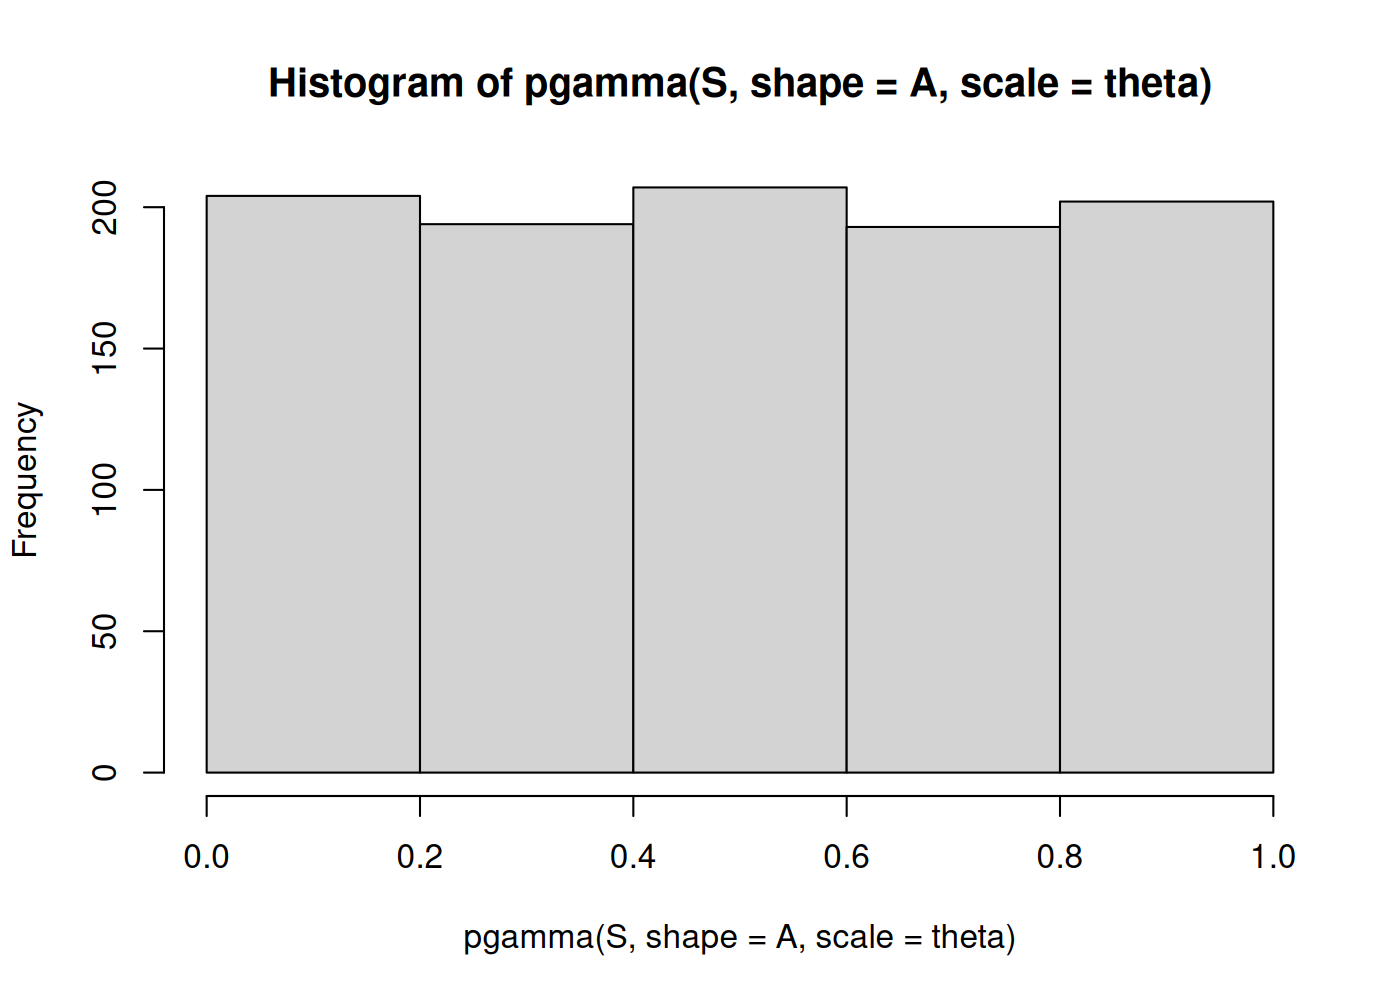 Histogram of pgamma(S, shape = A, scale = theta)
Frequency
200
150
100
50
0
0.0 0.2 0.4 0.6 0.8 1.0
pgamma(S, shape = A, scale = theta)